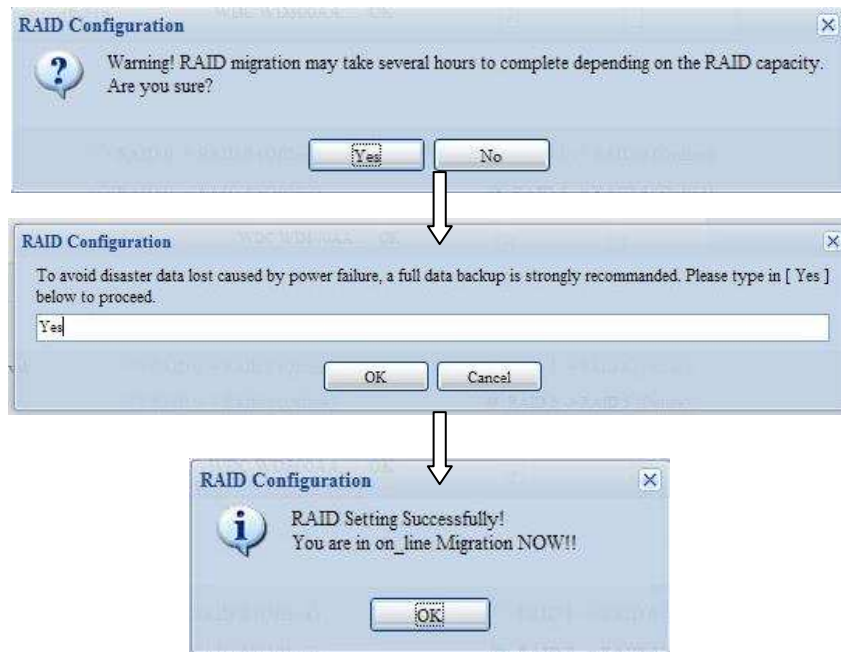 RAID Configuration
Warning! RAID migration may take several hours to complete depending on the RAID capacity.
Are you sure?
Yes No
RAID Configuration
To avoid disaster data lost caused by power failure, a full data backup is strongly recommanded. Please type in [ Yes ]
below to proceed.
Yes
OK Cancel
RAID Configuration
RAID Setting Successfully!
You are in on_line Migration NOW!!
OK